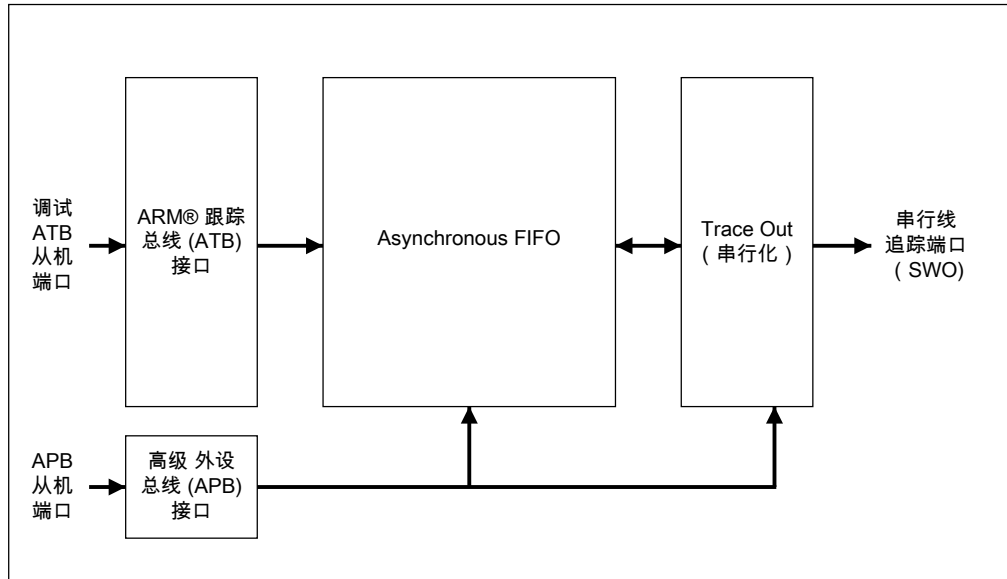 调试
ATB
从机
端口
ARM® 跟踪
总线 (ATB)
接口
Asynchronous FIFO
Trace Out
( 串行化 )
串行线
追踪端口
( SWO)
APB
从机
端口
高级 外设
总线 (APB)
接口